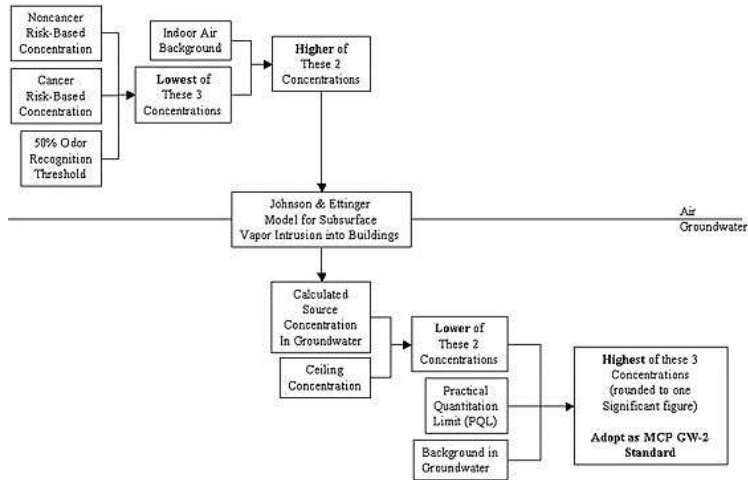 Noncancer
Risk-Based
Concentration
Cancer
Risk-Based
Concentration
50% Odor
Recognition
Threshold
Lowest of
These 3
Concentrations
Indoor Air
Background
Higher of
These 2
Concentrations
Johnson & Ettinger
Model for Subsurface
Vapor Intrusion into Buildings
Air
Groundwater
Calculated
Source
Concentration
In Groundwater
Ceiling
Concentration
Lower of
These 2
Concentrations
Practical
Quantitation
Limit (PQL)
Background in
Groundwater
Highest of these 3
Concentrations
(rounded to one
Significant figure)
Adopt as MCP GW-2
Standard